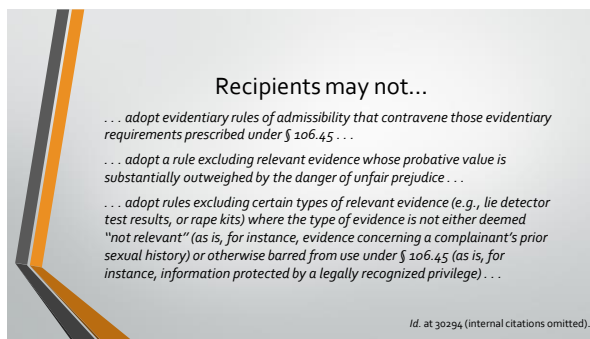 Recipients may not…
. . . adopt evidentiary rules of admissibility that contravene those evidentiary
requirements prescribed under § 106.45 . . .
. . . adopt a rule excluding relevant evidence whose probative value is
substantially outweighed by the danger of unfair prejudice . . .
. . . adopt rules excluding certain types of relevant evidence (e.g., lie detector
test results, or rape kits) where the type of evidence is not either deemed
“not relevant” (as is, for instance, evidence concerning a complainant’s prior
sexual history) or otherwise barred from use under § 106.45 (as is, for
instance, information protected by a legally recognized privilege) . . .
Id. at 30294 (internal citations omitted).